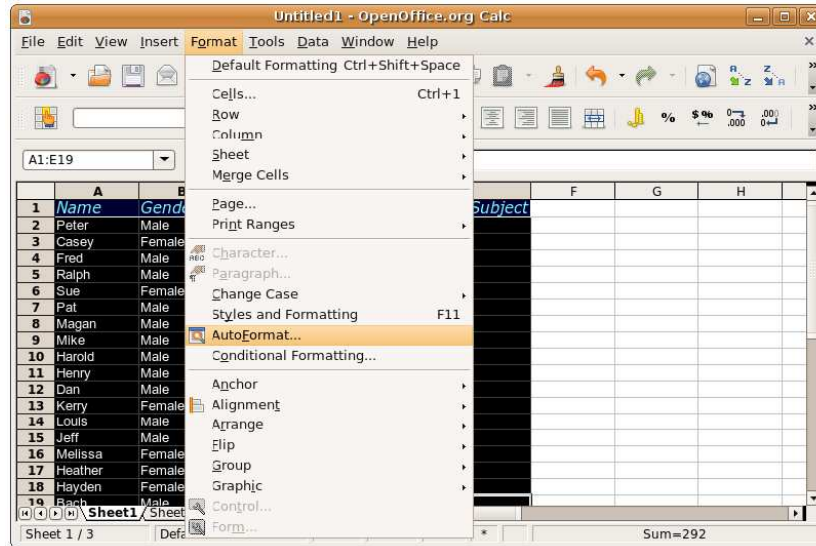 Untitled1 - OpenOffice.org Calc
File Edit View Insert Format Tools Data Window Help
Default Formatting Ctrl+Shift+Space
Cells... Ctrl+1
Row
Column
Sheet
Merge Cells
Page...
Print Ranges
Character...
Paragraph...
Change Case
Styles and Formatting F11
AutoFormat...
Conditional Formatting...
Anchor
Alignment
Arrange
Flip
Group
Graphic
Control...
Form...
A1:E19
A B F G H
1 Name Gende Subject
2 Peter Male
3 Casey Female
4 Fred Male
5 Ralph Male
6 Sue Female
7 Pat Male
8 Magan Male
9 Mike Male
10 Harold Male
11 Henry Male
12 Dan Male
13 Kerry Female
14 Louis Male
15 Jeff Male
16 Melissa Female
17 Heather Female
18 Hayden Female
19 Bach Male
Sheet1 Sheet
Sheet 1 / 3 Defa * Sum=292